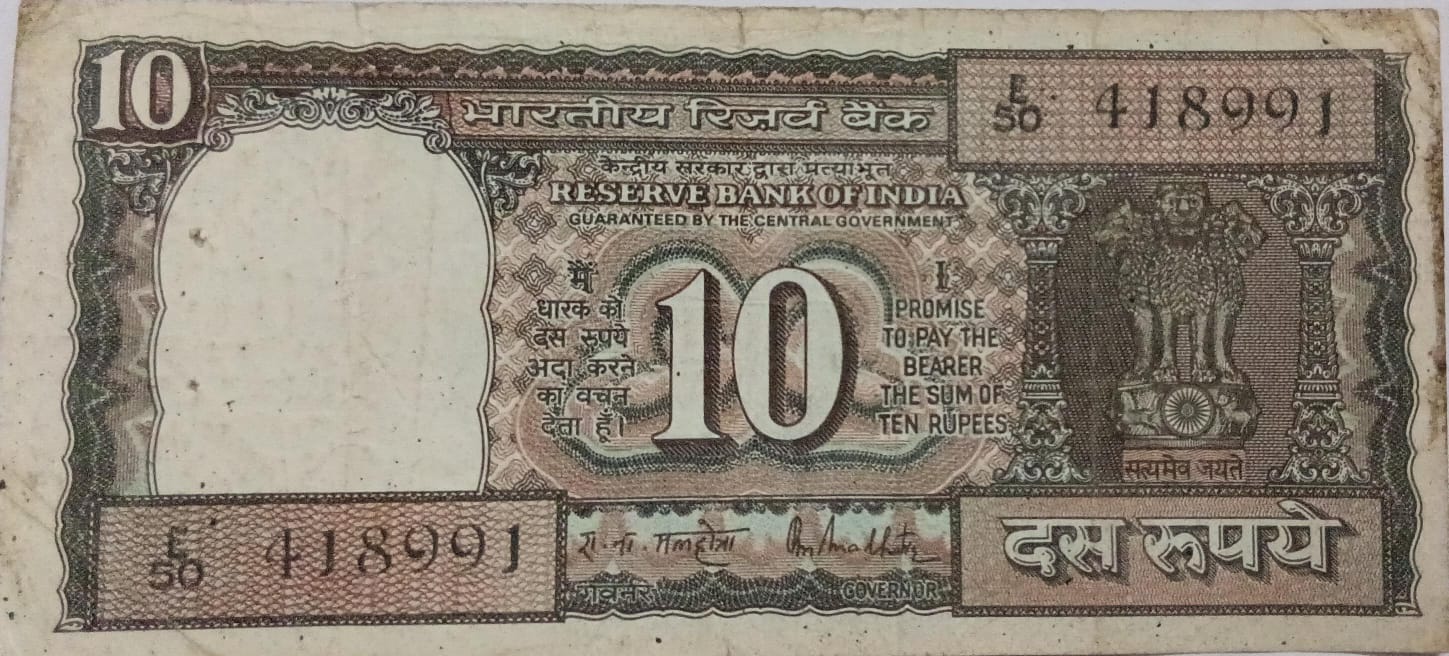 10
भारतीय रिज़र्व बैंक
E/50 418991
केन्द्रीय सरकार द्वारा प्रत्याभूत
RESERVE BANK OF INDIA
GUARANTEED BY THE CENTRAL GOVERNMENT
मैं
धारक को
दस रुपये
अदा करने
का वचन
देता हूँ।
10
I
PROMISE
TO PAY THE
BEARER
THE SUM OF
TEN RUPEES
सत्यमेव जयते
E/50 418991
रा. ना. मल्होत्रा
गवर्नर
GOVERNOR
दस रूपये